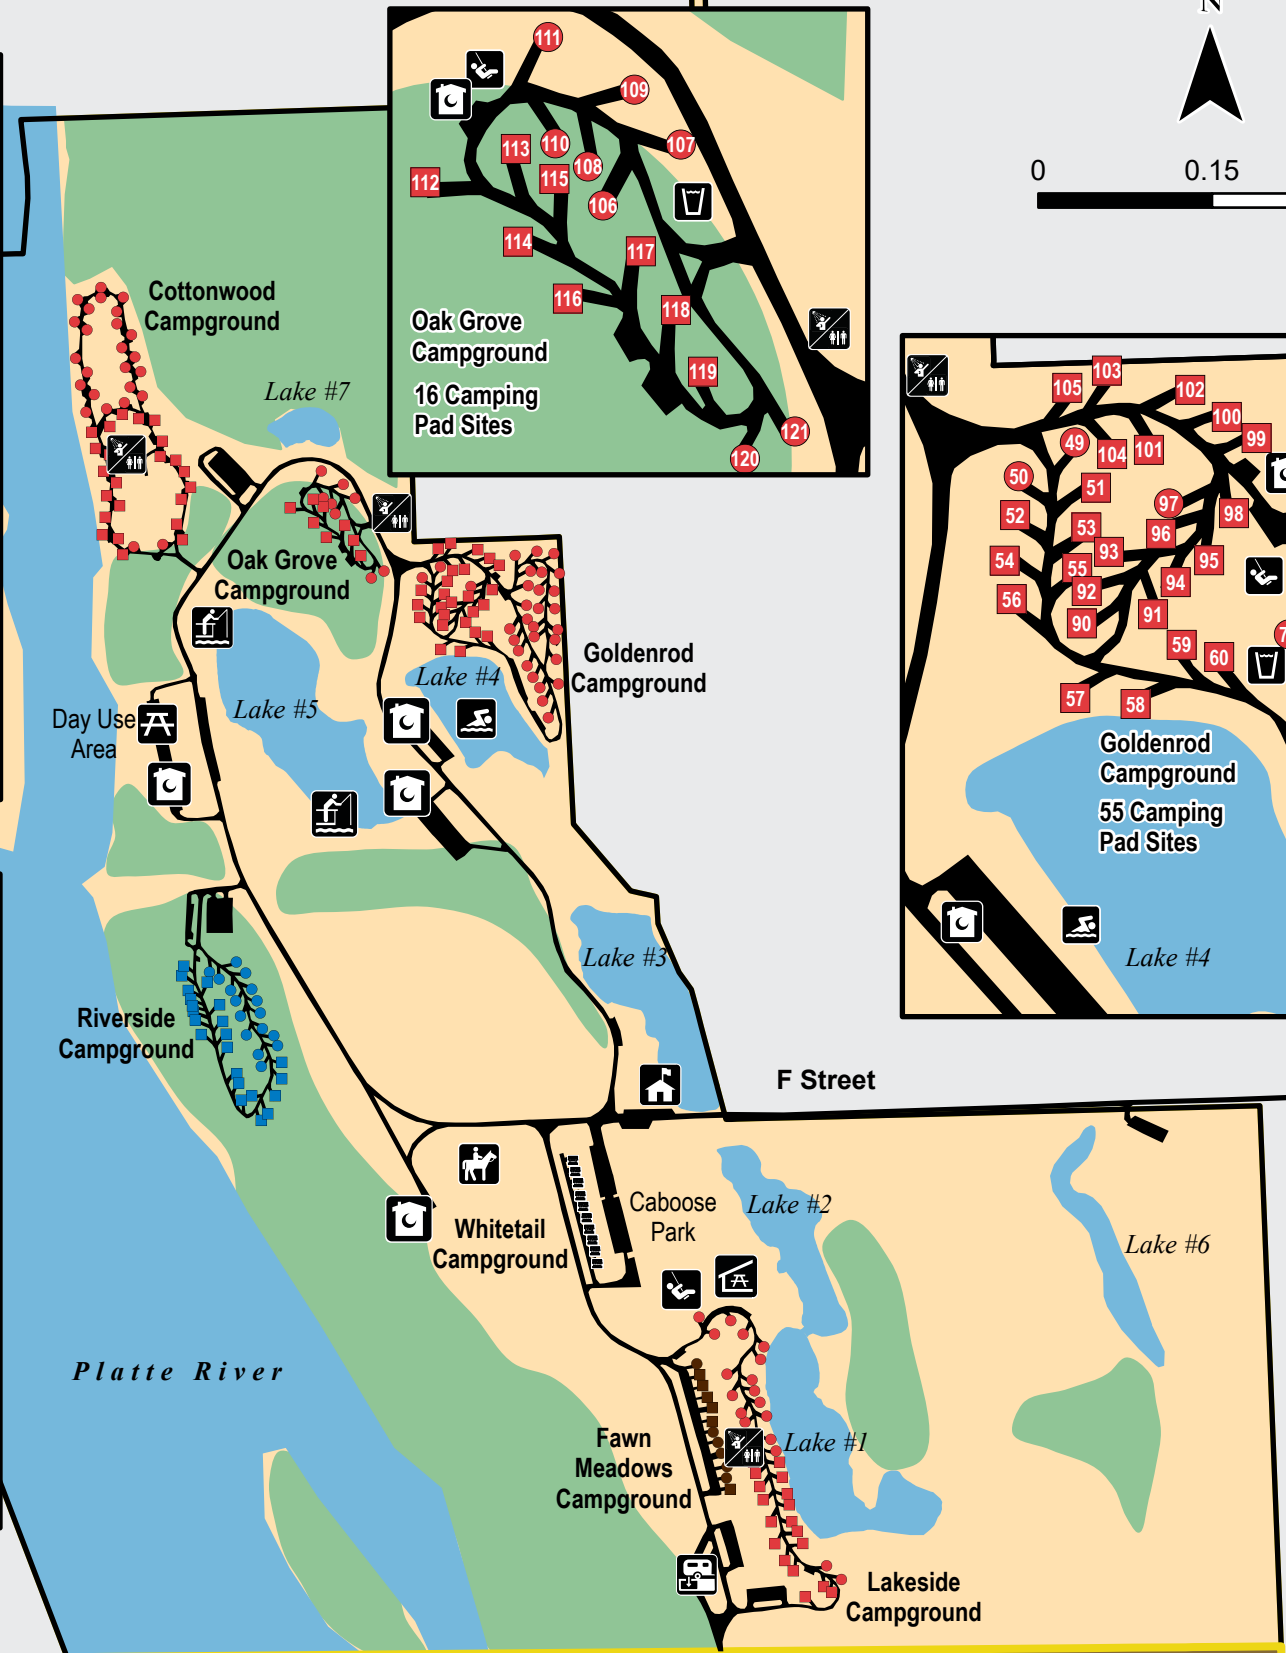 N
0 0.15
111
109
107
113
110
108
112
115
106
114
117
116
118
119
121
120
Oak Grove
Campground
16 Camping
Pad Sites
Cottonwood
Campground
Lake #7
Oak Grove
Campground
Goldenrod
Campground
Lake #4
Lake #5
Day Use
Area
103
105
102
100
99
49
104
101
50
51
97
98
52
53
96
93
54
55
95
94
92
56
91
90
59
60
57
58
7
Goldenrod
Campground
55 Camping
Pad Sites
Lake #4
Lake #3
Riverside
Campground
F Street
Whitetail
Campground
Caboose
Park
Lake #2
Lake #6
Platte River
Fawn
Meadows
Campground
Lake #1
Lakeside
Campground